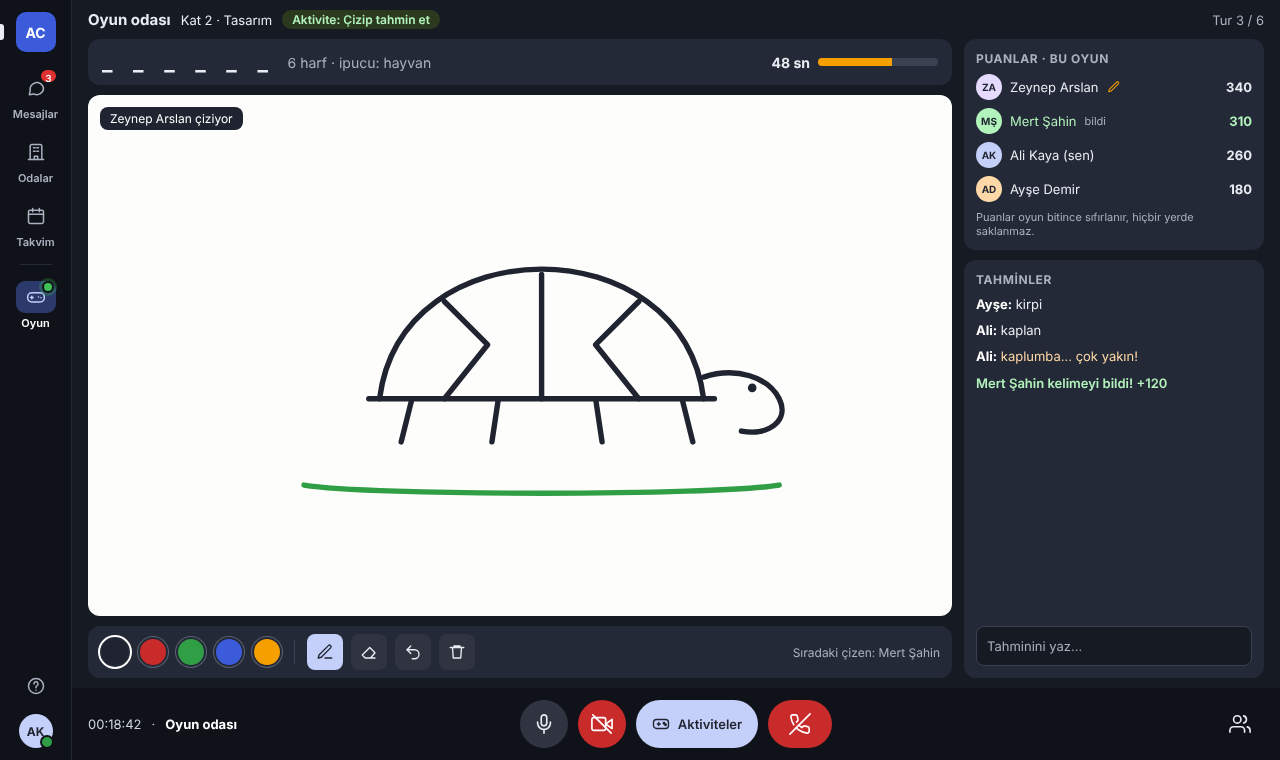 AC
3
Mesajlar
Odalar
Takvim
Oyun
AK
Oyun odası Kat 2 · Tasarım Aktivite: Çizip tahmin et Tur 3 / 6
_ _ _ _ _ _ 6 harf · ipucu: hayvan 48 sn
Zeynep Arslan çiziyor
Sıradaki çizen: Mert Şahin
PUANLAR · BU OYUN
ZA Zeynep Arslan 340
MŞ Mert Şahin bildi 310
AK Ali Kaya (sen) 260
AD Ayşe Demir 180
Puanlar oyun bitince sıfırlanır, hiçbir yerde
saklanmaz.
TAHMİNLER
Ayşe: kirpi
Ali: kaplan
Ali: kaplumba... çok yakın!
Mert Şahin kelimeyi bildi! +120
Tahminini yaz...
00:18:42 · Oyun odası
Aktiviteler